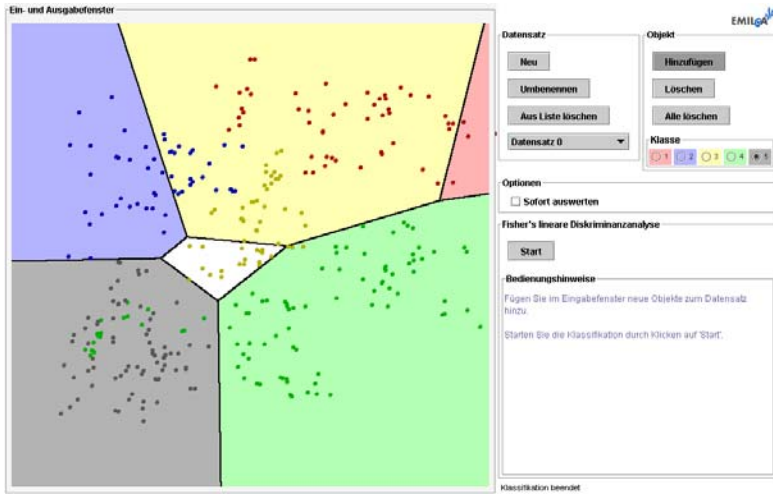 Ein- und Ausgabefenster
EMILeA
Datensatz
Neu
Umbenennen
Aus Liste löschen
Datensatz 0
Objekt
Hinzufügen
Löschen
Alle löschen
Klasse
1 2 3 4 5
Optionen
Sofort auswerten
Fisher's lineare Diskriminanzanalyse
Start
Bedienungshinweise
Fügen Sie im Eingabefenster neue Objekte zum Datensatz
hinzu.
Starten Sie die Klassifikation durch Klicken auf 'Start'.
Klassifikation beendet